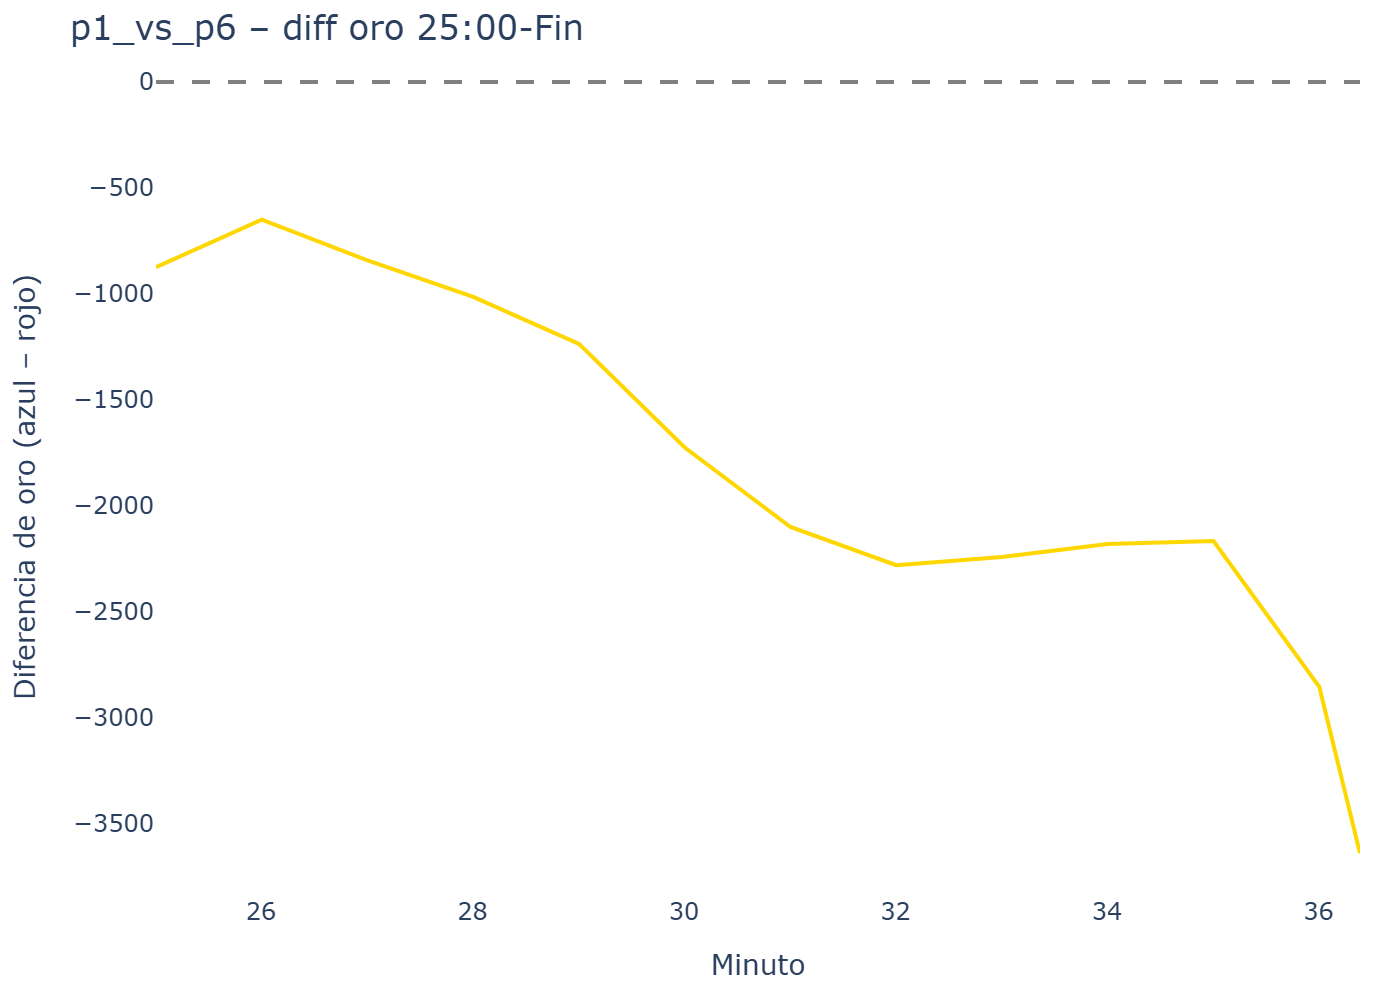 p1_vs_p6 – diff oro 25:00-Fin
0
−500
−1000
−1500
−2000
−2500
−3000
−3500
Diferencia de oro (azul – rojo)
26 28 30 32 34 36
Minuto